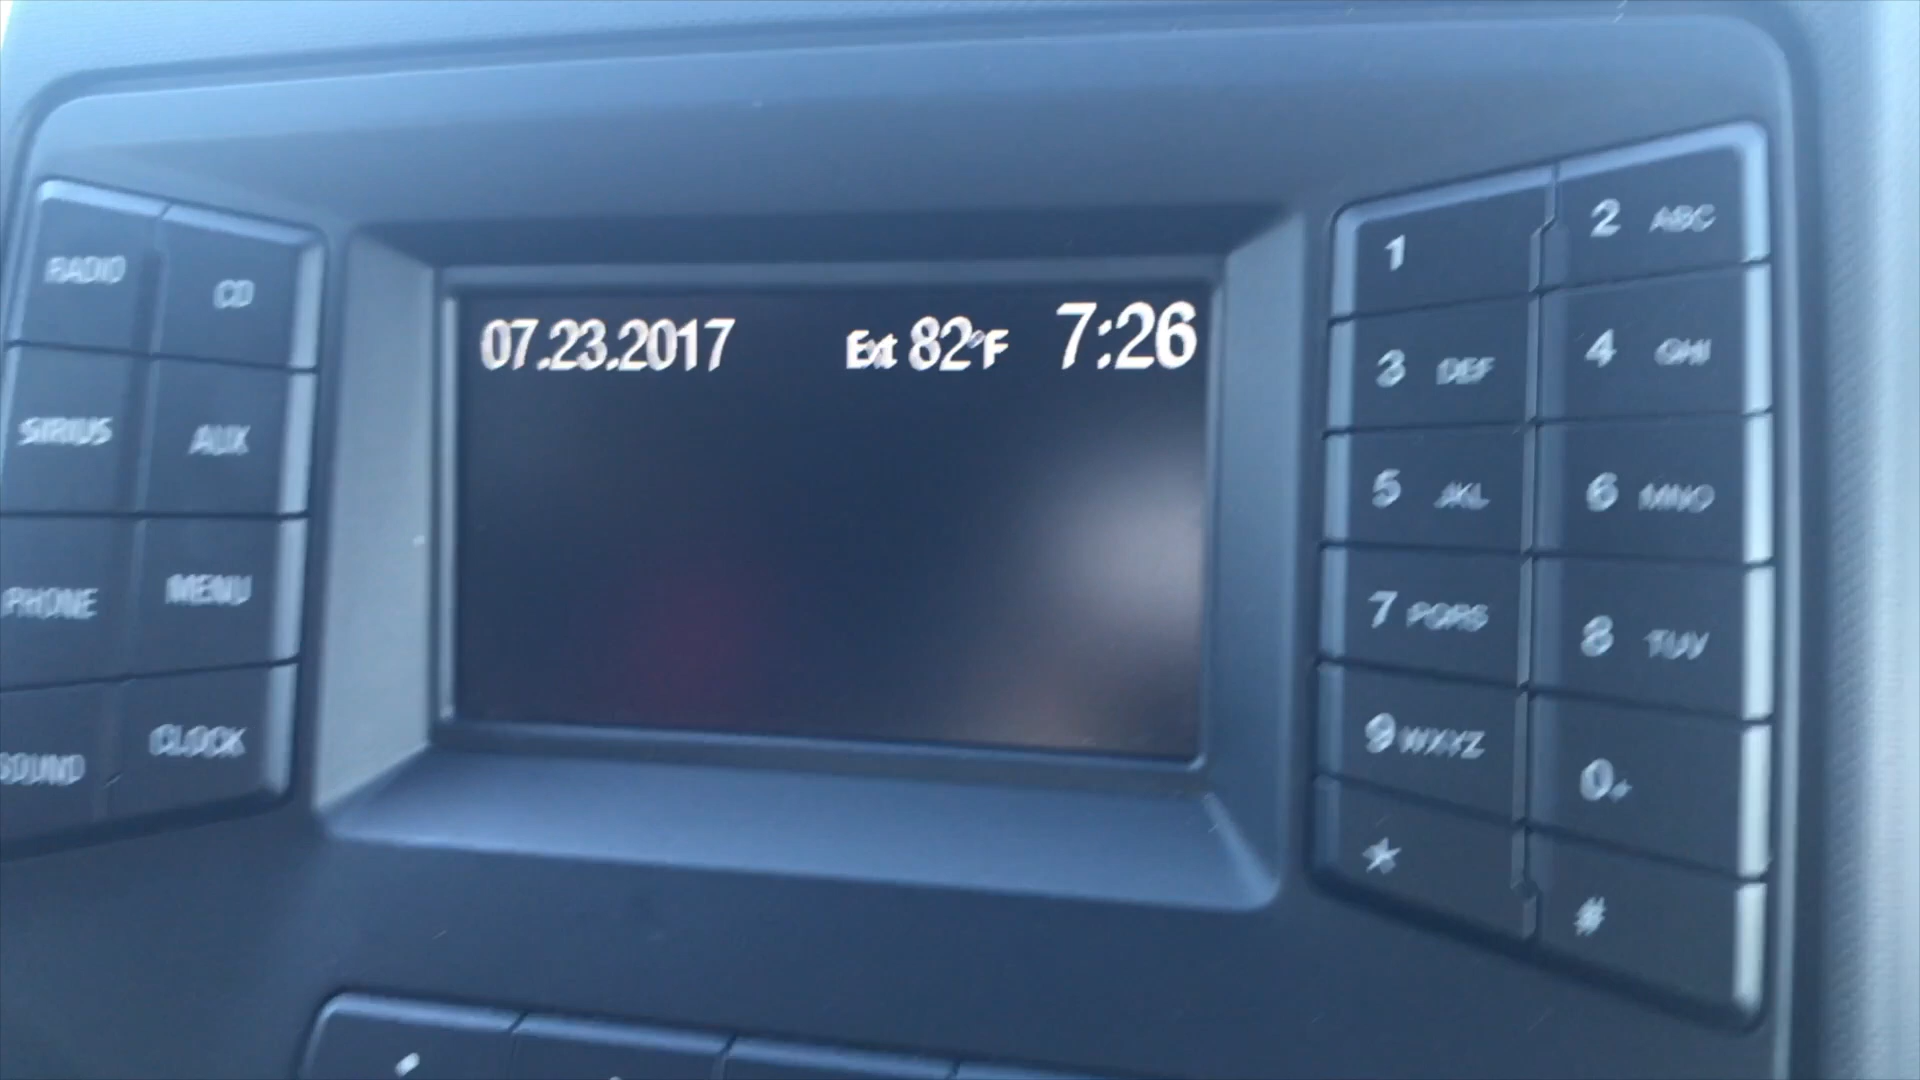 07.23.2017 Ext 82°F 7:26
RADIO CD
SIRIUS AUX
PHONE MENU
SOUND CLOCK
1 2 ABC
3 DEF 4 GHI
5 JKL 6 MNO
7 PQRS 8 TUV
9 WXYZ 0+
* #